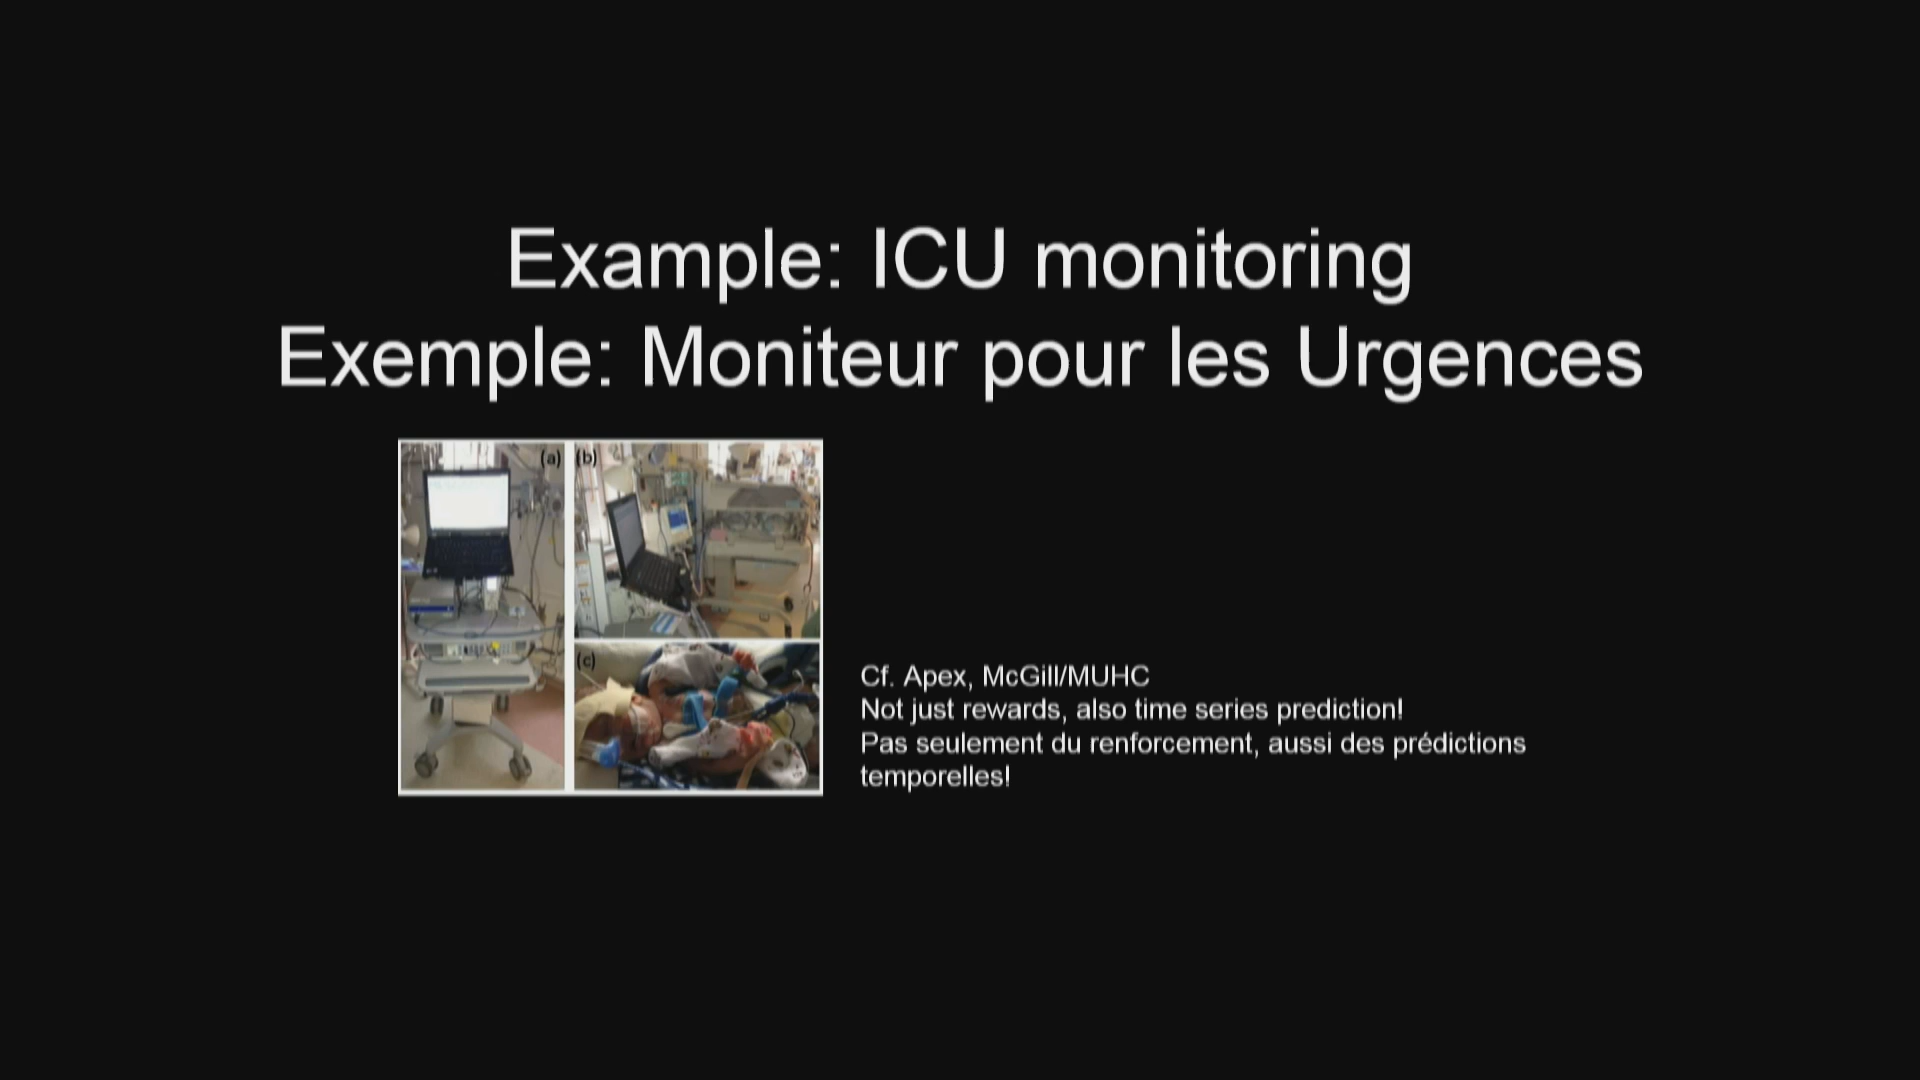 Example: ICU monitoring
Exemple: Moniteur pour les Urgences
(a)
(b)
(c)
Cf. Apex, McGill/MUHC
Not just rewards, also time series prediction!
Pas seulement du renforcement, aussi des prédictions
temporelles!